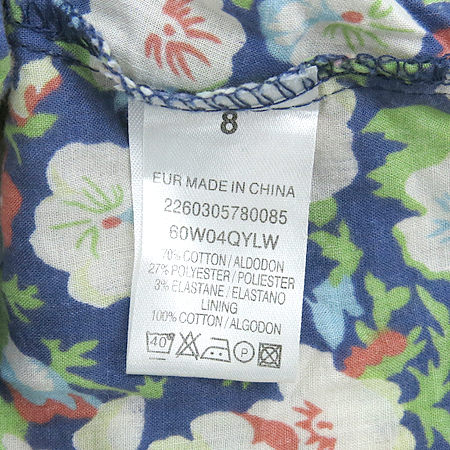 8
EUR MADE IN CHINA
2260305780085
60W04QYLW
70% COTTON/ALDODON
27% POLYESTER/POLIESTER
3% ELASTANE/ELASTANO
LINING
100% COTTON/ALGODON
40° P